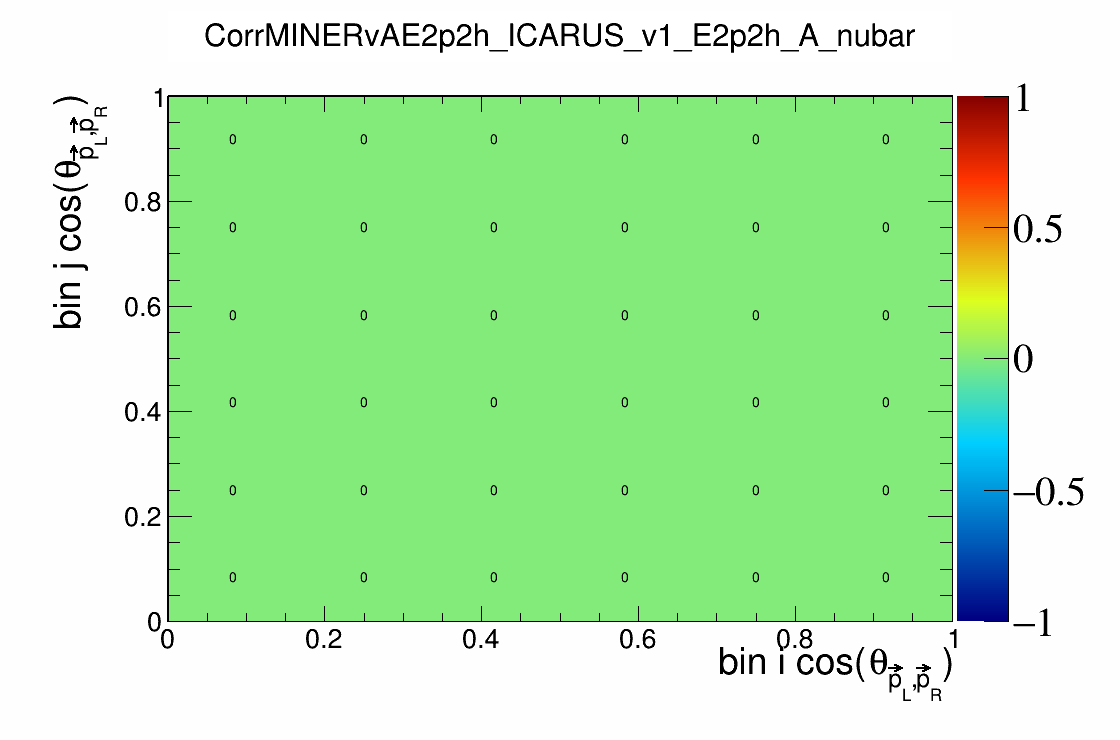 CorrMINERvAE2p2h_ICARUS_v1_E2p2h_A_nubar
bin j cos(θp⃗L,p⃗R)
1
0.8
0.6
0.4
0.2
0
0 0 0 0 0 0
0 0 0 0 0 0
0 0 0 0 0 0
0 0 0 0 0 0
0 0 0 0 0 0
0 0 0 0 0 0
1
0.5
0
−0.5
−1
0 0.2 0.4 0.6 0.8 1
bin i cos(θp⃗L,p⃗R)